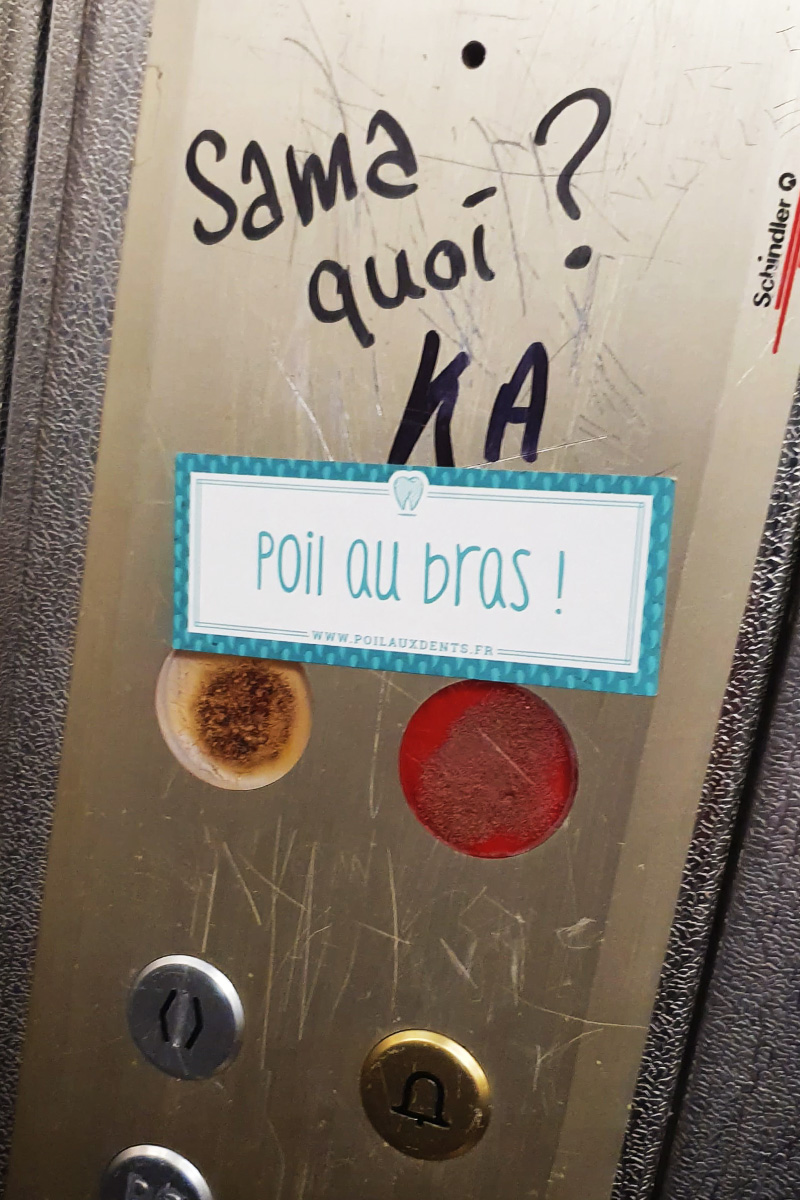 Sama ?
quoi
KA
Schindler
Poil au bras !
WWW.POILAUXDENTS.FR